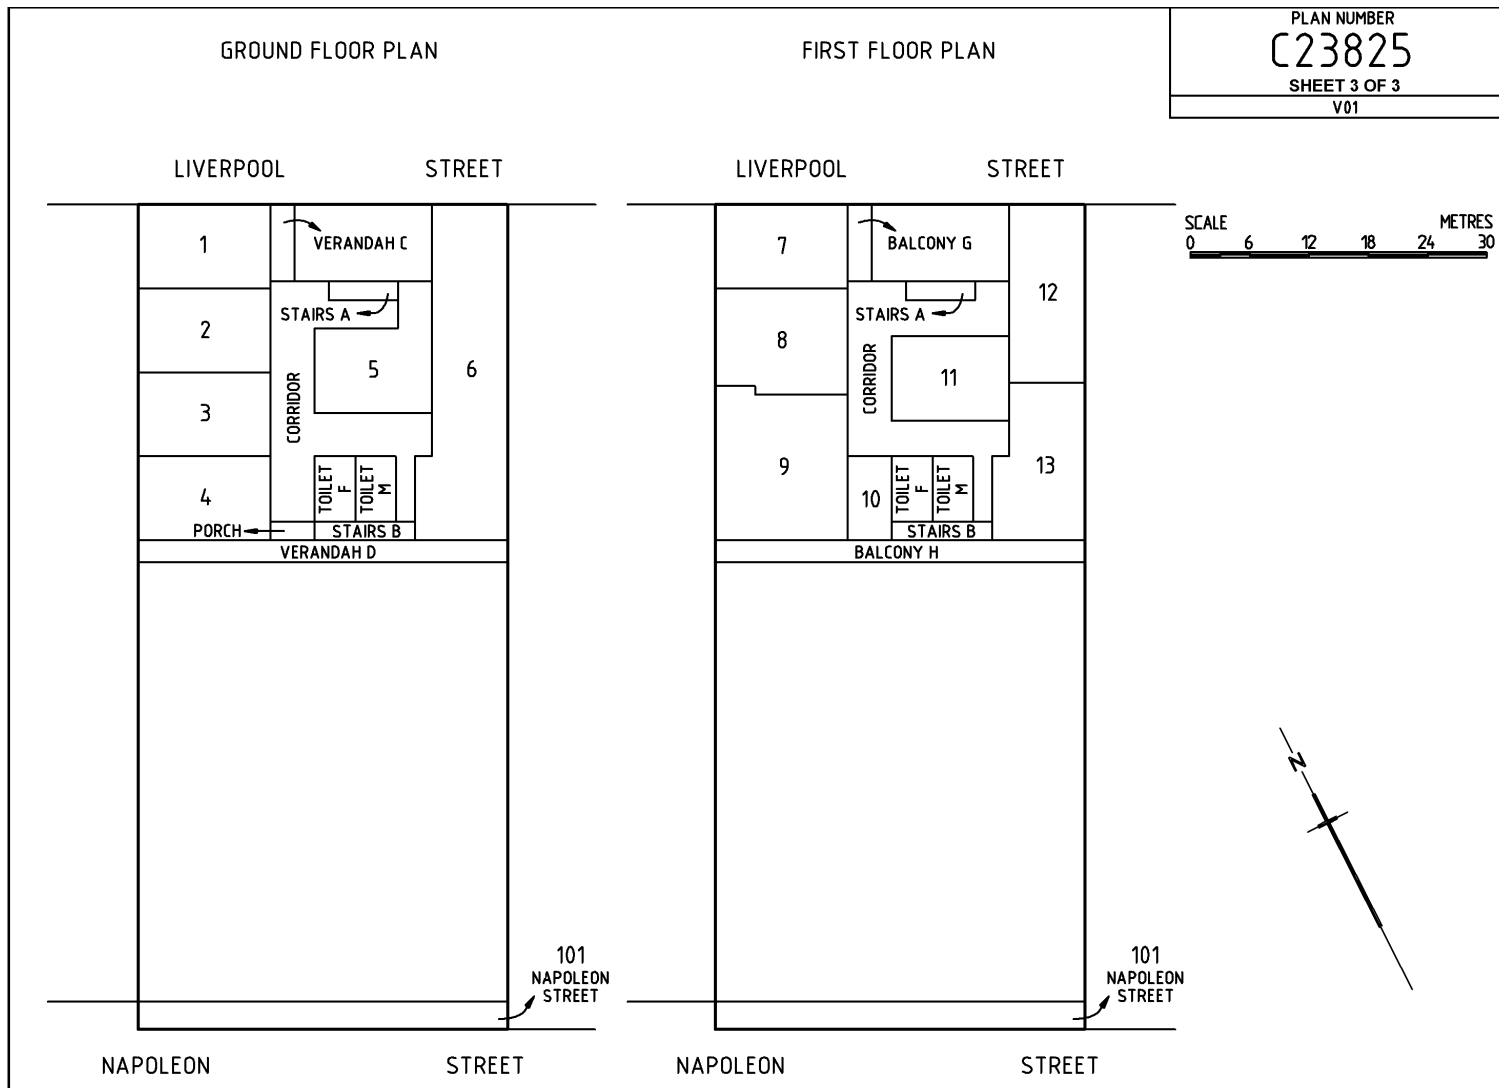 GROUND FLOOR PLAN
FIRST FLOOR PLAN
PLAN NUMBER
C23825
SHEET 3 OF 3
V01
LIVERPOOL STREET
LIVERPOOL STREET
SCALE METRES
0 6 12 18 24 30
1
VERANDAH C
STAIRS A
2
3
CORRIDOR
5
6
4
TOILET
F
TOILET
M
PORCH
STAIRS B
VERANDAH D
7
BALCONY G
12
STAIRS A
8
CORRIDOR
11
9
13
10
TOILET
F
TOILET
M
STAIRS B
BALCONY H
N
101
NAPOLEON
STREET
101
NAPOLEON
STREET
NAPOLEON STREET
NAPOLEON STREET